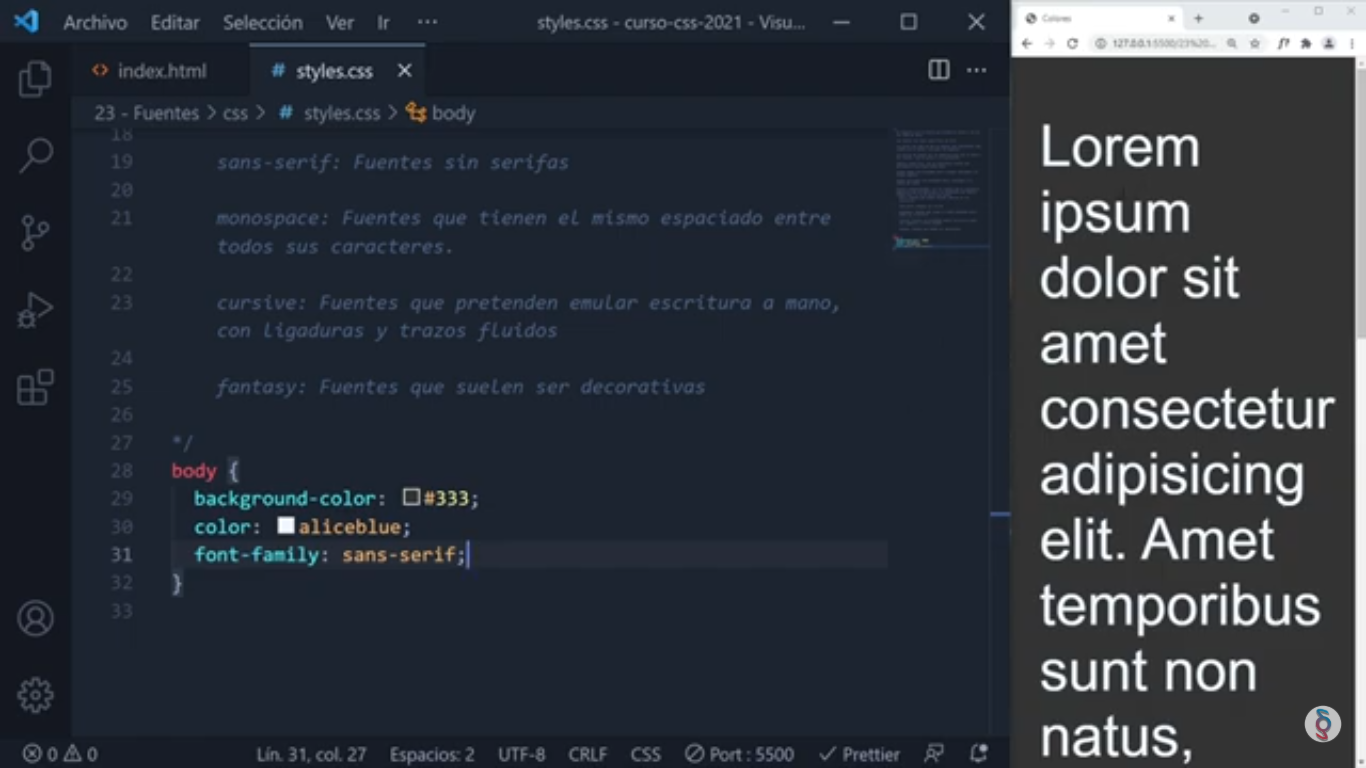 Archivo Editar Selección Ver Ir ··· styles.css - curso-css-2021 - Visu...
index.html styles.css
23 - Fuentes > css > # styles.css > body
18
19 sans-serif: Fuentes sin serifas
20
21 monospace: Fuentes que tienen el mismo espaciado entre
todos sus caracteres.
22
23 cursive: Fuentes que pretenden emular escritura a mano,
con ligaduras y trazos fluidos
24
25 fantasy: Fuentes que suelen ser decorativas
26
27 */
28 body {
29 background-color: #333;
30 color: aliceblue;
31 font-family: sans-serif;
32 }
33
0 0 Lín. 31, col. 27 Espacios: 2 UTF-8 CRLF CSS Port : 5500 Prettier
Colores
127.0.0.1:5500/23%20...
Lorem
ipsum
dolor sit
amet
consectetur
adipisicing
elit. Amet
temporibus
sunt non
natus,